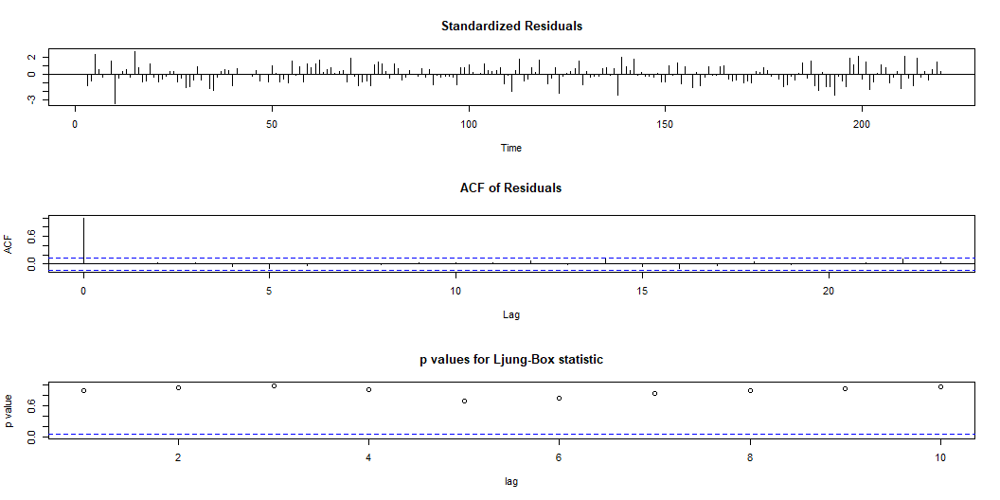 Standardized Residuals
2
0
-3
0 50 100 150 200
Time
ACF of Residuals
ACF
0.6
0.0
0 5 10 15 20
Lag
p values for Ljung-Box statistic
p value
0.6
0.0
2 4 6 8 10
lag